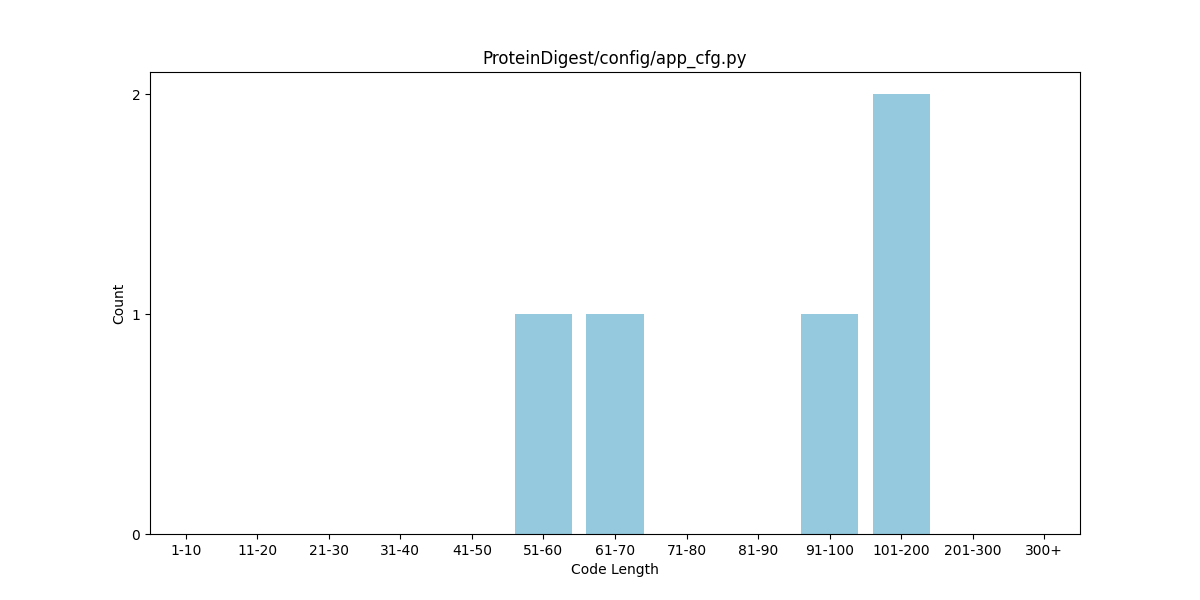 ProteinDigest/config/app_cfg.py
2
1
0
Count
1-10 11-20 21-30 31-40 41-50 51-60 61-70 71-80 81-90 91-100 101-200 201-300 300+
Code Length